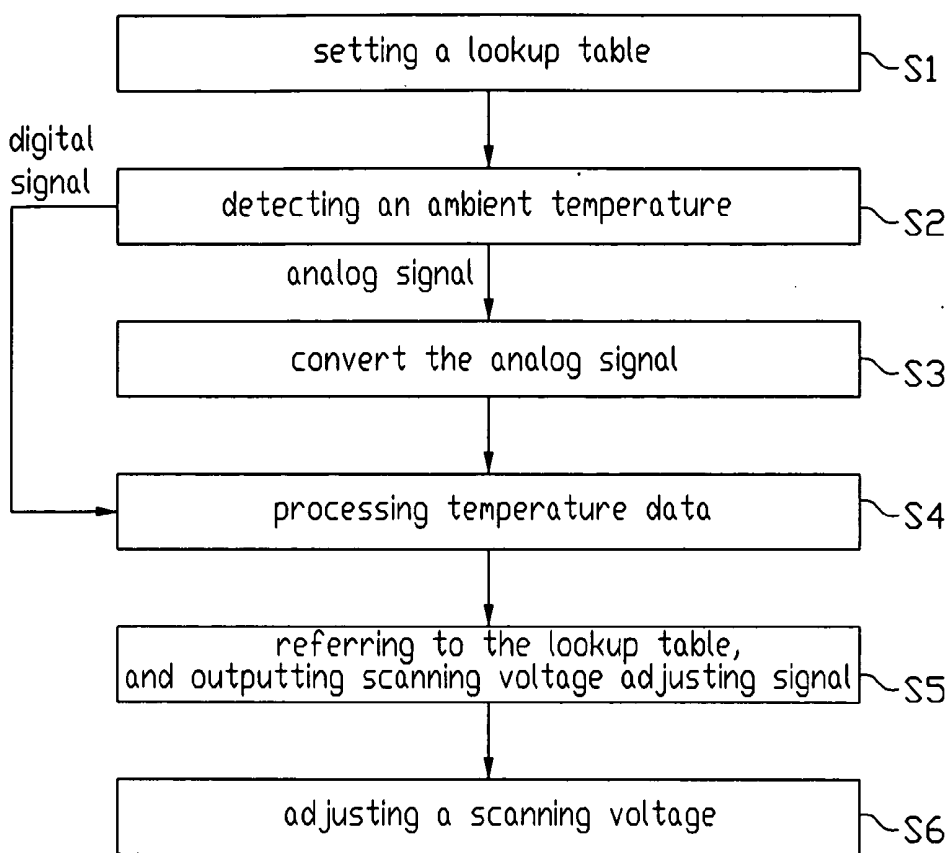 setting a lookup table
S1
digital
signal
detecting an ambient temperature
S2
analog signal
convert the analog signal
S3
processing temperature data
S4
referring to the lookup table,
and outputting scanning voltage adjusting signal
S5
adjusting a scanning voltage
S6